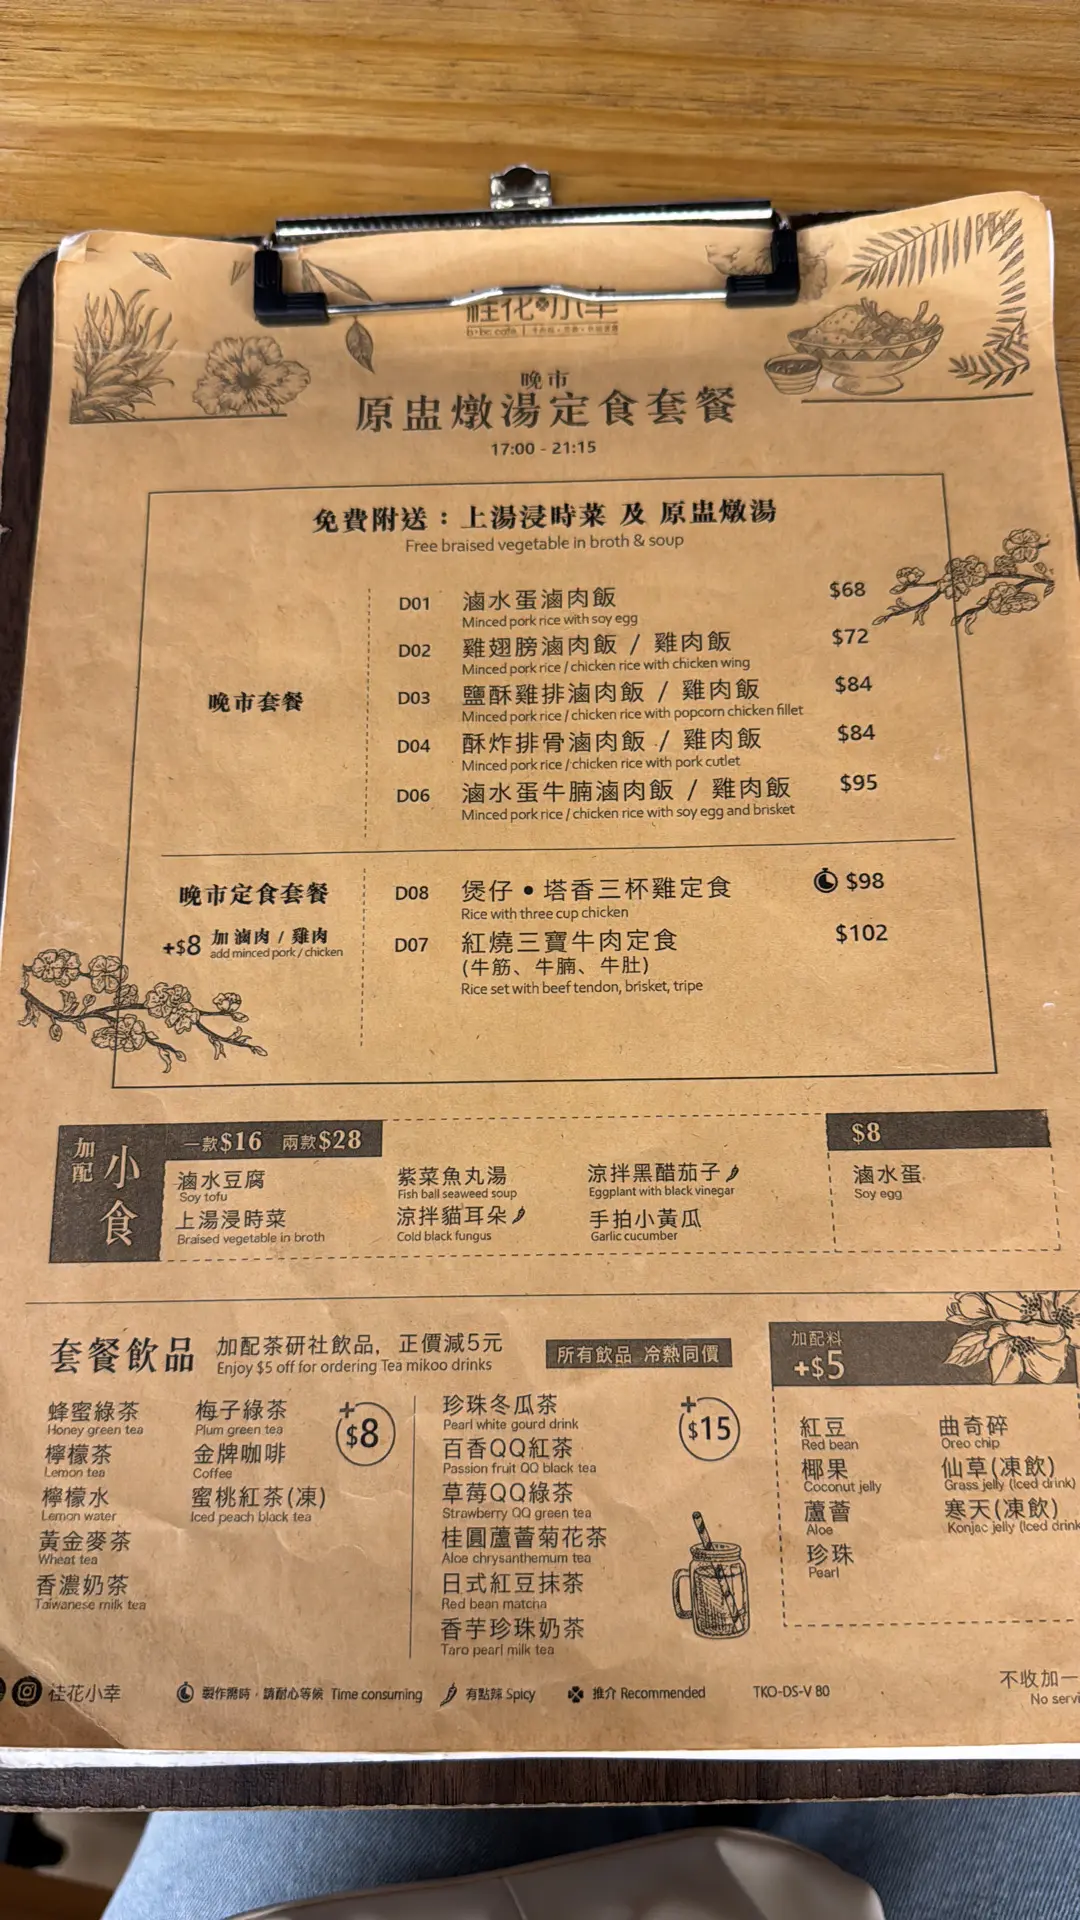 桂花小幸
晚市
原盅燉湯定食套餐
17:00 - 21:15
免費附送：上湯浸時菜 及 原盅燉湯
Free braised vegetable in broth & soup
晚市套餐
D01 滷水蛋滷肉飯 $68
Minced pork rice with soy egg
D02 雞翅膀滷肉飯 / 雞肉飯 $72
Minced pork rice / chicken rice with chicken wing
D03 鹽酥雞排滷肉飯 / 雞肉飯 $84
Minced pork rice / chicken rice with popcorn chicken fillet
D04 酥炸排骨滷肉飯 / 雞肉飯 $84
Minced pork rice / chicken rice with pork cutlet
D06 滷水蛋牛腩滷肉飯 / 雞肉飯 $95
Minced pork rice / chicken rice with soy egg and brisket
晚市定食套餐
+$8 加滷肉 / 雞肉
add minced pork / chicken
D08 煲仔•塔香三杯雞定食 $98
Rice with three cup chicken
D07 紅燒三寶牛肉定食 $102
(牛筋、牛腩、牛肚)
Rice set with beef tendon, brisket, tripe
加配 小食
一款$16 兩款$28
滷水豆腐
Soy tofu
上湯浸時菜
Braised vegetable in broth
紫菜魚丸湯
Fish ball seaweed soup
涼拌貓耳朵
Cold black fungus
涼拌黑醋茄子
Eggplant with black vinegar
手拍小黃瓜
Garlic cucumber
$8
滷水蛋
Soy egg
套餐飲品
加配茶研社飲品，正價減5元
Enjoy $5 off for ordering Tea mikoo drinks
所有飲品 冷熱同價
蜂蜜綠茶
Honey green tea
檸檬茶
Lemon tea
檸檬水
Lemon water
黃金麥茶
Wheat tea
香濃奶茶
Taiwanese milk tea
梅子綠茶
Plum green tea
金牌咖啡
Coffee
蜜桃紅茶(凍)
Iced peach black tea
+$8
珍珠冬瓜茶
Pearl white gourd drink
百香QQ紅茶
Passion fruit QQ black tea
草莓QQ綠茶
Strawberry QQ green tea
桂圓蘆薈菊花茶
Aloe chrysanthemum tea
日式紅豆抹茶
Red bean matcha
香芋珍珠奶茶
Taro pearl milk tea
+$15
加配料
+$5
紅豆
Red bean
椰果
Coconut jelly
蘆薈
Aloe
珍珠
Pearl
曲奇碎
Oreo chip
仙草(凍飲)
Grass jelly (Iced drink)
寒天(凍飲)
Konjac jelly (Iced drink
桂花小幸
製作需時，請耐心等候 Time consuming
有點辣 Spicy
推介 Recommended
TKO-DS-V 80
不收加一
No servi